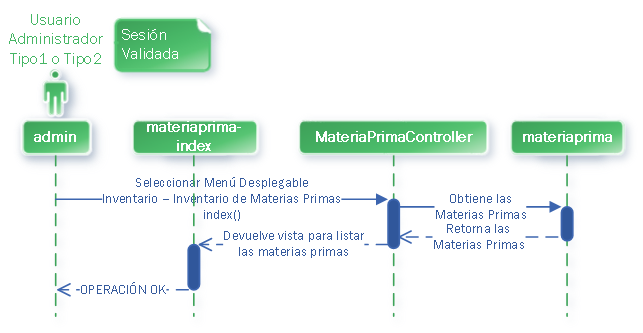 Usuario
Administrador
Tipo1 o Tipo2
Sesión
Validada
admin
materiaprima-
index
MateriaPrimaController
materiaprima
Seleccionar Menú Desplegable
Inventario – Inventario de Materias Primas
index()
Obtiene las
Materias Primas
Retorna las
Materias Primas
Devuelve vista para listar
las materias primas
-OPERACIÓN OK-